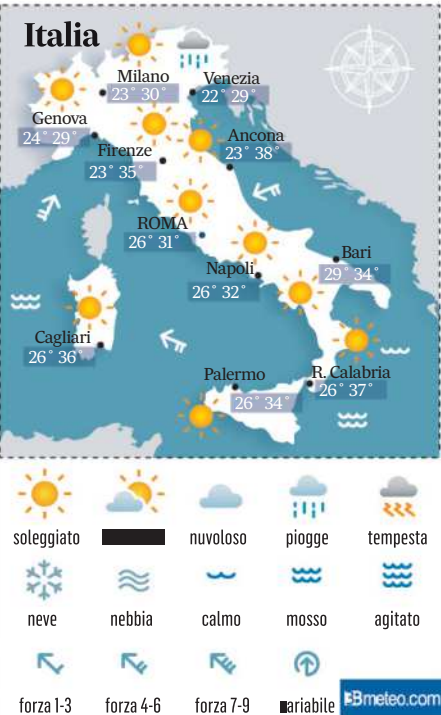 Italia
Milano
23° 30°
Venezia
22° 29°
Genova
24° 29°
Firenze
23° 35°
Ancona
23° 38°
ROMA
26° 31°
Napoli
26° 32°
Bari
29° 34°
Cagliari
26° 36°
Palermo
26° 34°
R. Calabria
26° 37°
soleggiato
nuvoloso
piogge
tempesta
neve
nebbia
calmo
mosso
agitato
forza 1-3
forza 4-6
forza 7-9
ariabile
3Bmeteo.com